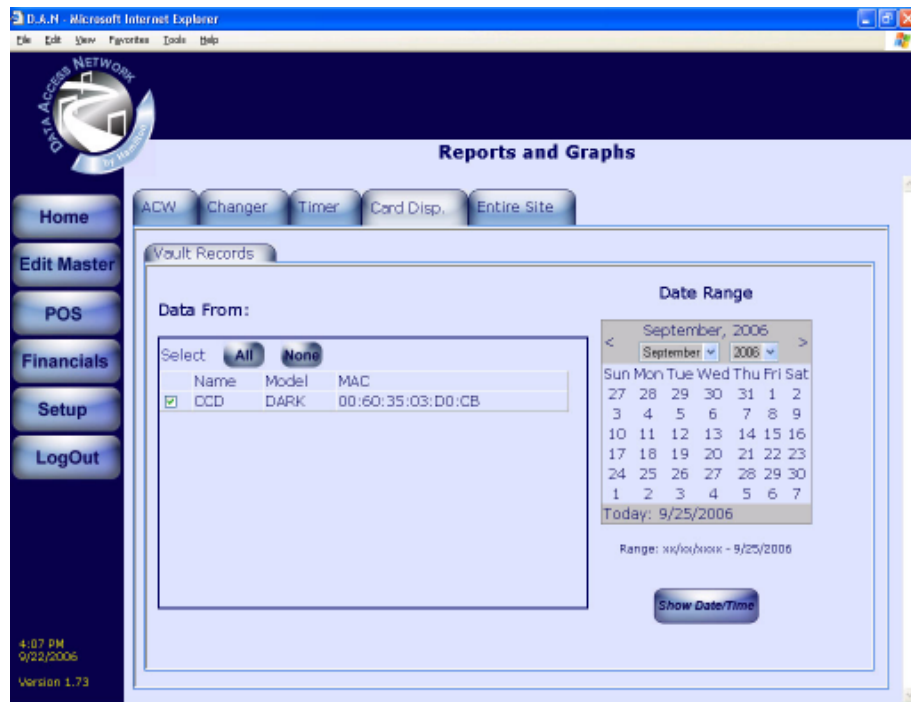 D.A.N - Microsoft Internet Explorer
File Edit View Favorites Tools Help
DATA ACCESS NETWORK
by Hamilton
Reports and Graphs
Home
Edit Master
POS
Financials
Setup
LogOut
4:07 PM
9/22/2006
Version 1.73
ACW Changer Timer Card Disp. Entire Site
Vault Records
Data From:
Select All None
Name Model MAC
CCD DARK 00:60:35:03:D0:CB
Date Range
< September, 2006 >
September 2006
Sun Mon Tue Wed Thu Fri Sat
27 28 29 30 31 1 2
3 4 5 6 7 8 9
10 11 12 13 14 15 16
17 18 19 20 21 22 23
24 25 26 27 28 29 30
1 2 3 4 5 6 7
Today: 9/25/2006
Range: xx/xx/xxxx - 9/25/2006
Show Date/Time